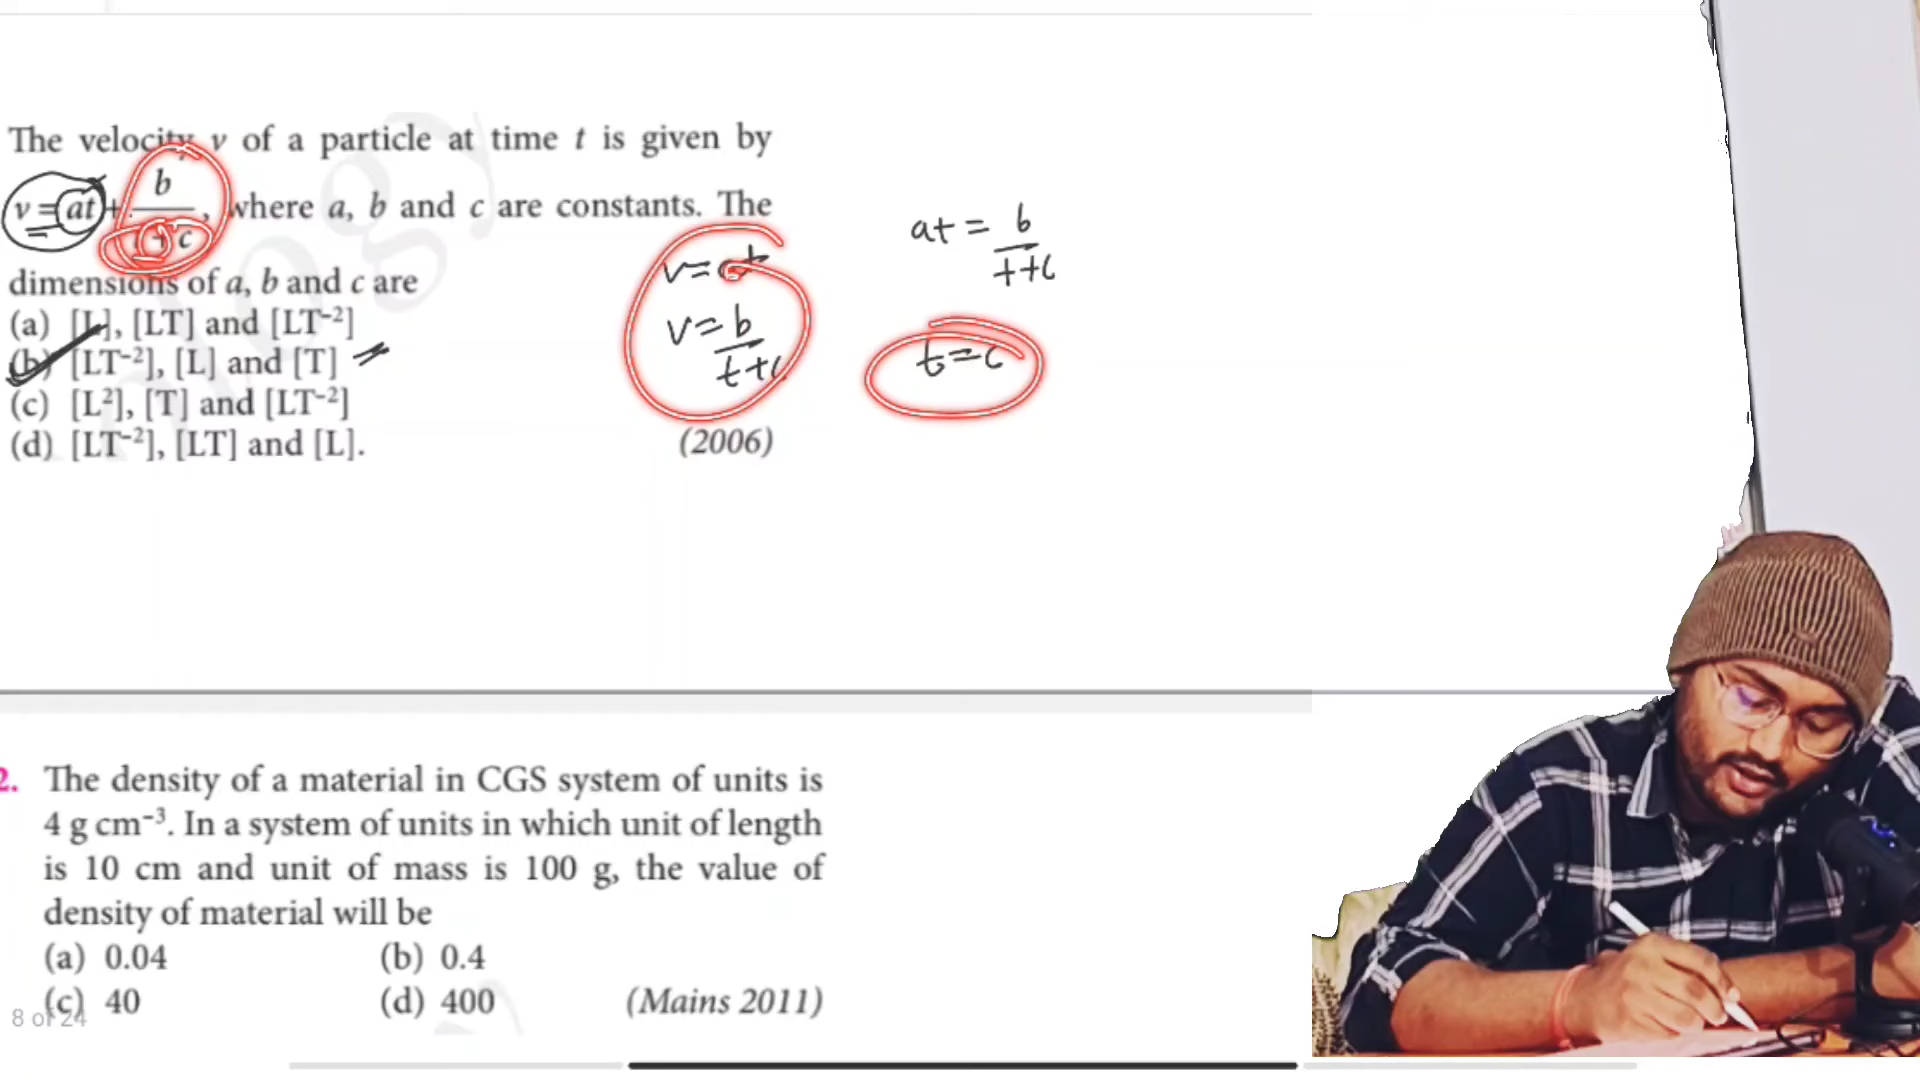 The velocity v of a particle at time t is given by
v = at + b/t + c, where a, b and c are constants. The
dimensions of a, b and c are
(a) [L], [LT] and [LT⁻²]
(b) [LT⁻²], [L] and [T]
(c) [L²], [T] and [LT⁻²]
(d) [LT⁻²], [LT] and [L].
(2006)
v = at
v = b/t+c
at = b/t+c
t = c
2. The density of a material in CGS system of units is
4 g cm⁻³. In a system of units in which unit of length
is 10 cm and unit of mass is 100 g, the value of
density of material will be
(a) 0.04 (b) 0.4
(c) 40 (d) 400 (Mains 2011)
8 of 24